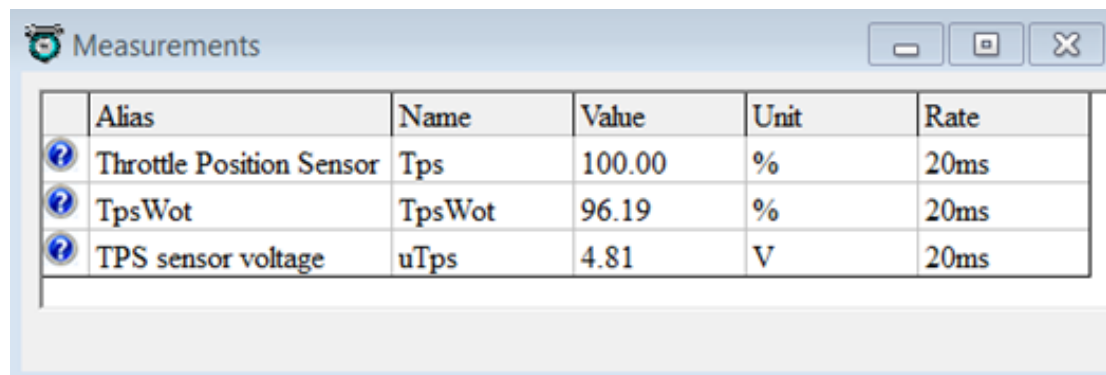 Measurements
Alias Name Value Unit Rate
Throttle Position Sensor Tps 100.00 % 20ms
TpsWot TpsWot 96.19 % 20ms
TPS sensor voltage uTps 4.81 V 20ms